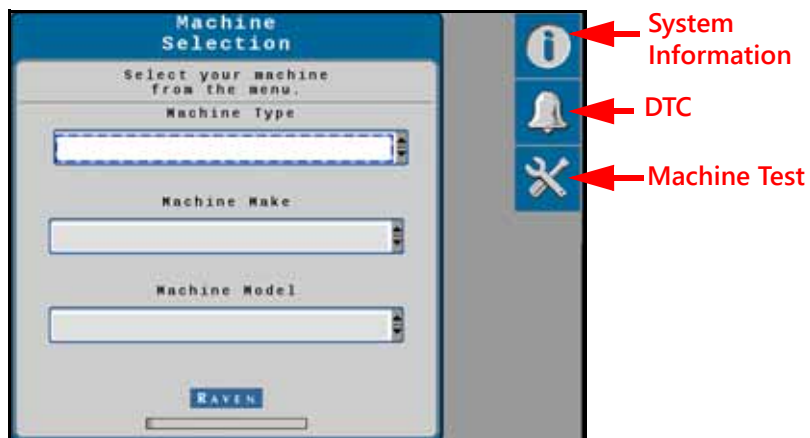 Machine
Selection
Select your machine
from the menu.
Machine Type
Machine Make
Machine Model
RAVEN
System
Information
DTC
Machine Test